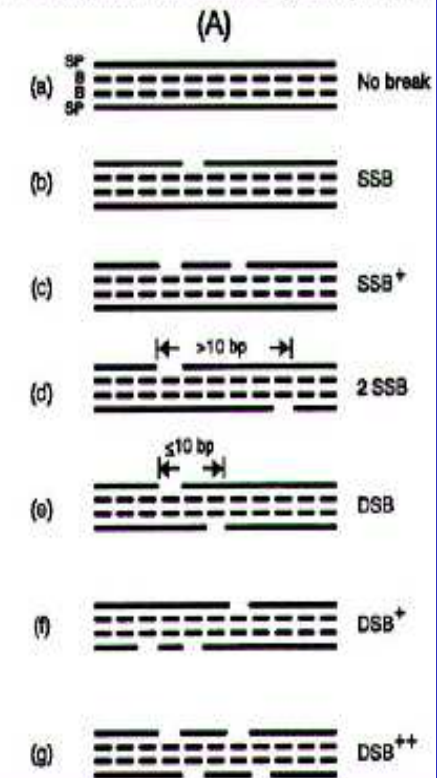 (A)
SP
(a) B No break
B
SP
(b) SSB
(c) SSB+
>10 bp
(d) 2 SSB
≤10 bp
(e) DSB
(f) DSB+
(g) DSB++